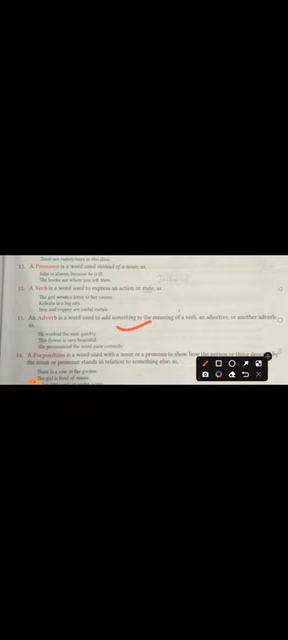 There are twenty boys in this class.
11. A Pronoun is a word used instead of a noun; as,
John is absent, because he is ill.
The books are where you left them.
12. A Verb is a word used to express an action or state; as
The girl wrote a letter to her cousin.
Kolkata is a big city.
Iron and copper are useful metals.
13. An Adverb is a word used to add something to the meaning of a verb, an adjective, or another adverb;
as,
He worked the sum quickly.
This flower is very beautiful.
She pronounced the word quite correctly.
14. A Preposition is a word used with a noun or a pronoun to show how the person or thing denoted by
the noun or pronoun stands in relation to something else; as,
There is a cow in the garden.
The girl is fond of music.